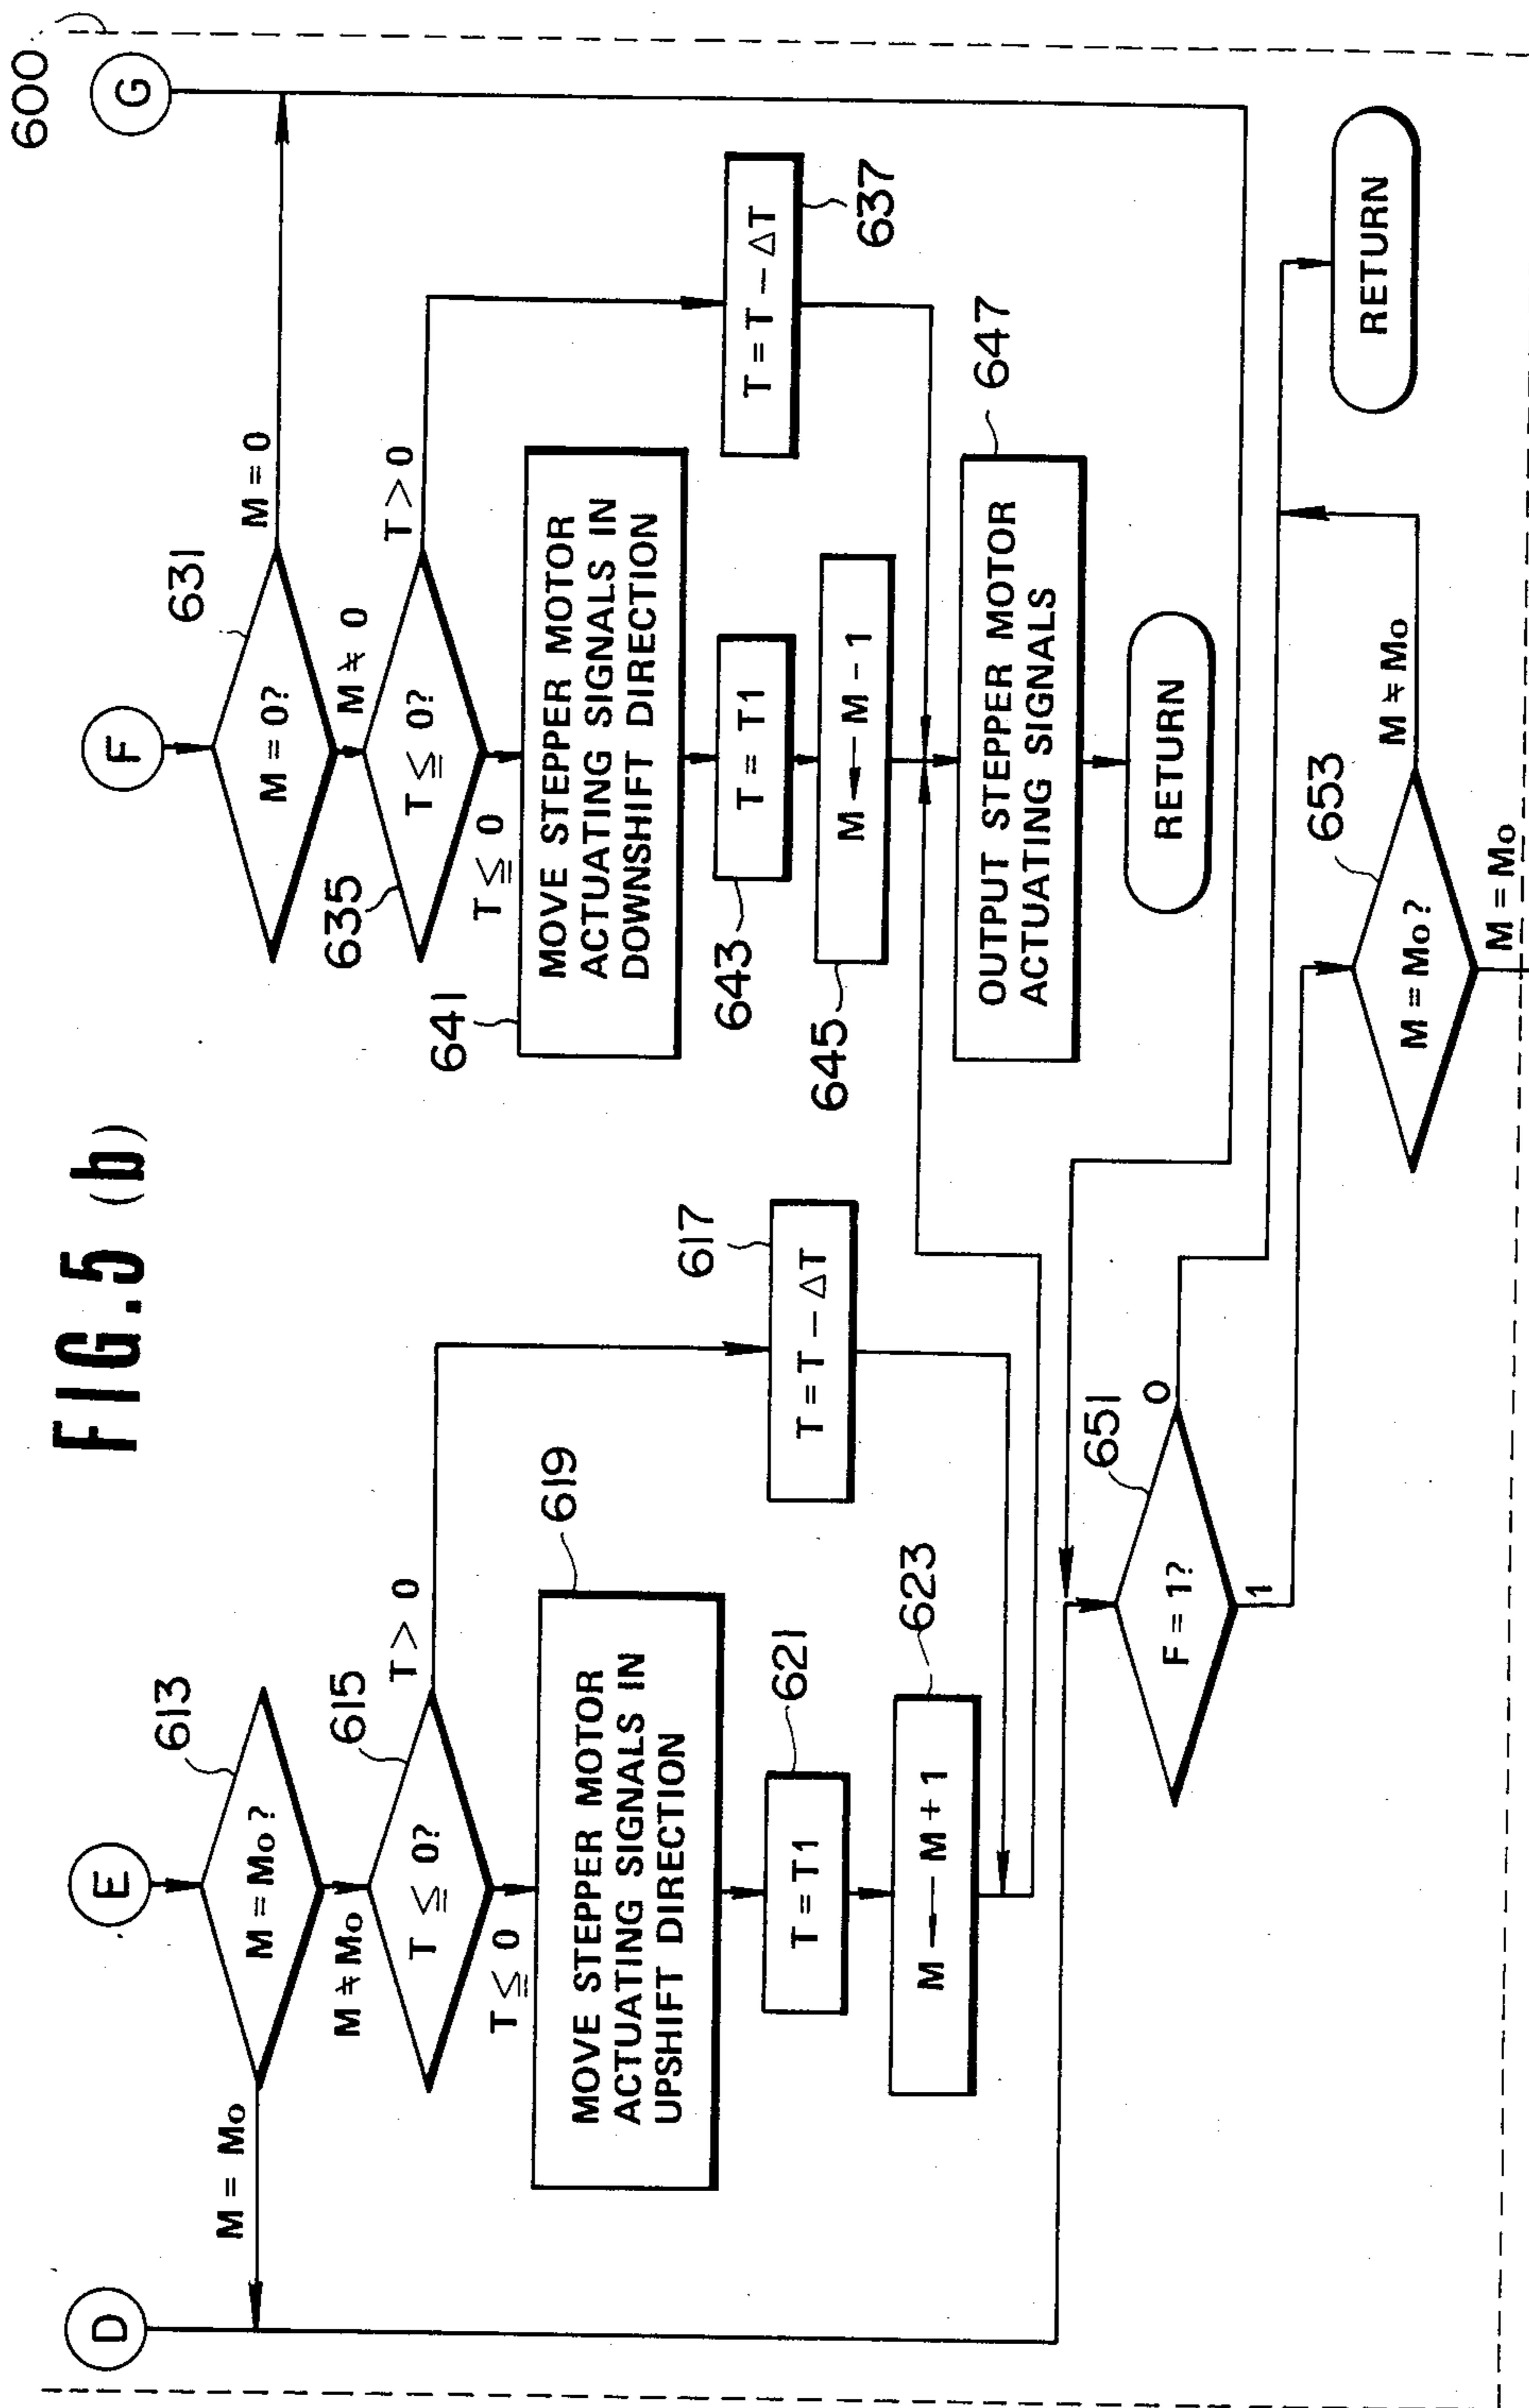 FIG.5 (b)
600
D
E
F
G
M = Mo
M = Mo?
613
M ≠ Mo
T ≦ 0?
615
T > 0
T ≦ 0
MOVE STEPPER MOTOR
ACTUATING SIGNALS IN
UPSHIFT DIRECTION
619
T = T1
621
T = T − ΔT
617
M ← M + 1
623
M = 0?
631
M = 0
M ≠ 0
T ≦ 0?
635
T > 0
T ≦ 0
MOVE STEPPER MOTOR
ACTUATING SIGNALS IN
DOWNSHIFT DIRECTION
641
T = T1
643
T = T − ΔT
637
M ← M − 1
645
OUTPUT STEPPER MOTOR
ACTUATING SIGNALS
647
RETURN
F = 1?
651
0
1
M = Mo?
653
M ≠ Mo
M = Mo
RETURN